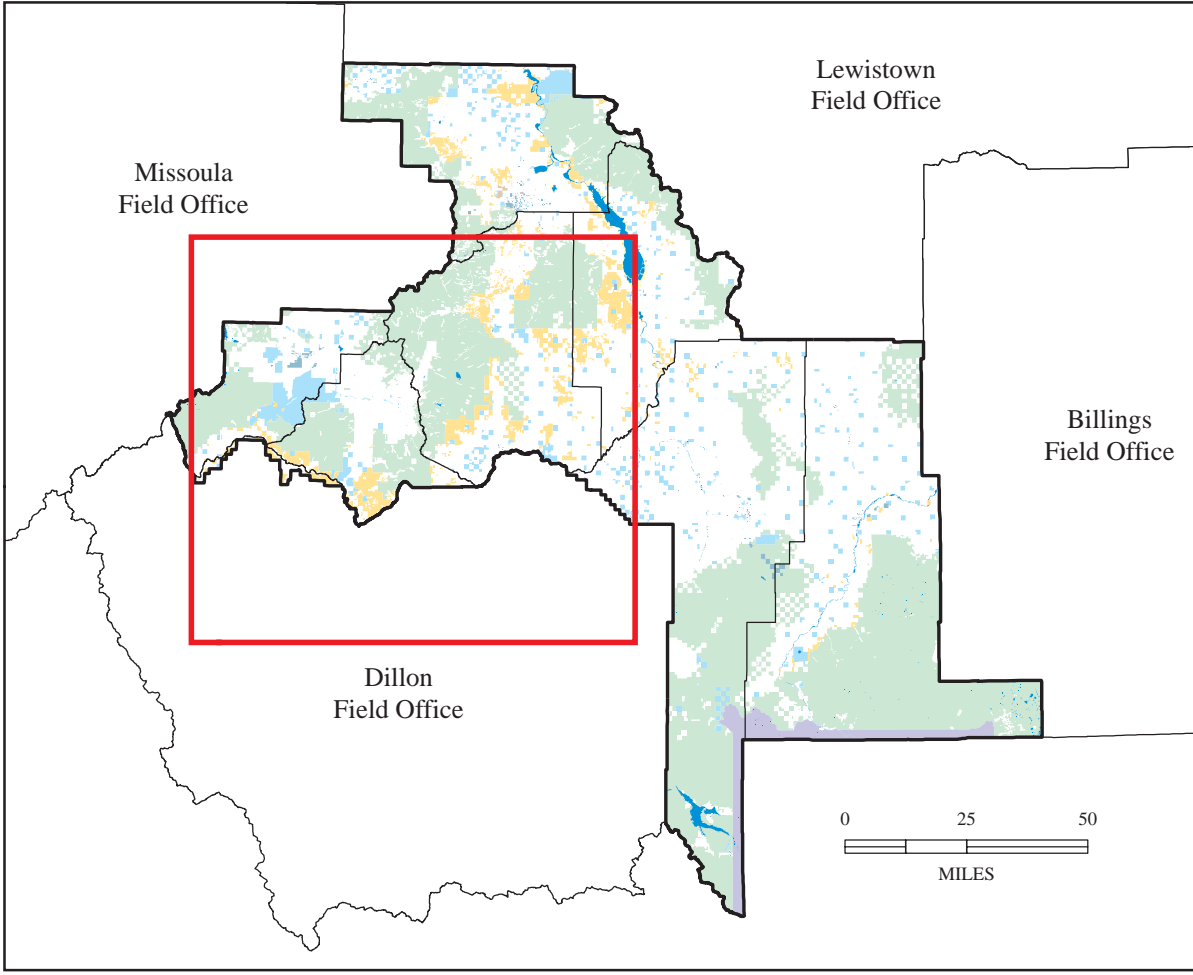 Lewistown
Field Office
Missoula
Field Office
Billings
Field Office
Dillon
Field Office
0 25 50
MILES